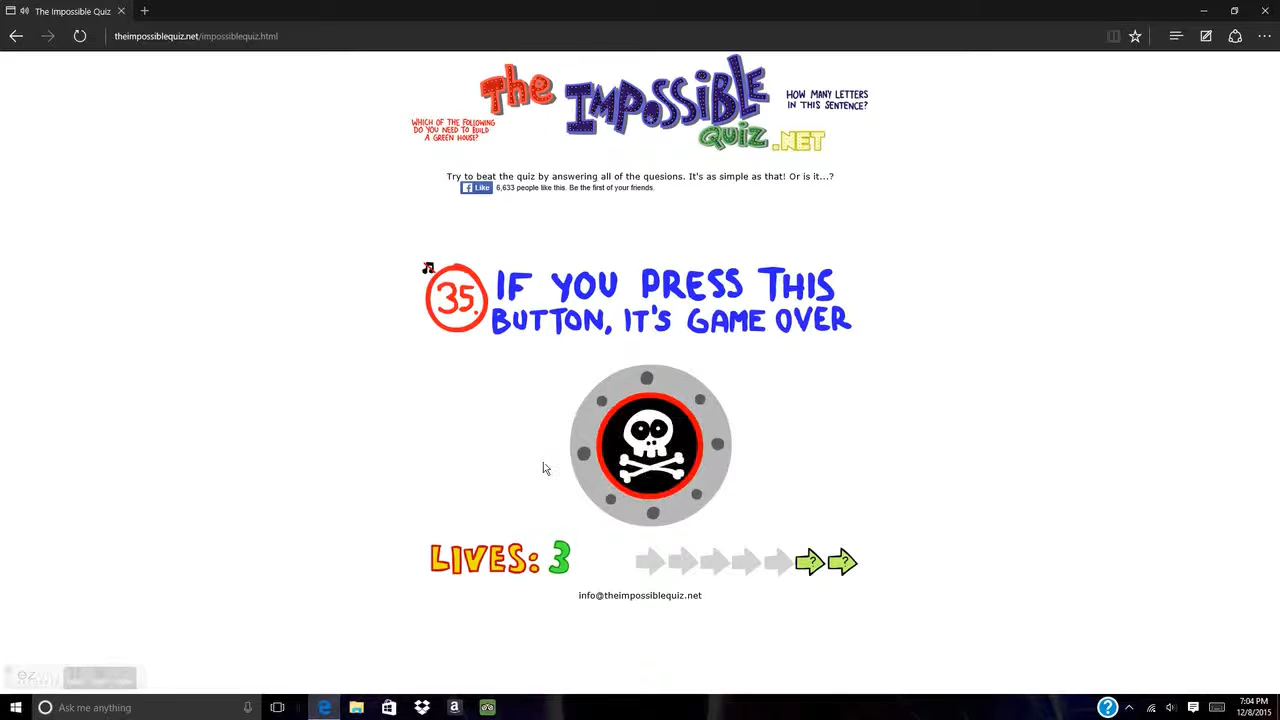 The Impossible Quiz
theimpossiblequiz.net/impossiblequiz.html
The IMPOSSIBLE QUIZ .NET
WHICH OF THE FOLLOWING
DO YOU NEED TO BUILD
A GREEN HOUSE?
HOW MANY LETTERS
IN THIS SENTENCE?
Try to beat the quiz by answering all of the quesions. It's as simple as that! Or is it...?
Like 6,633 people like this. Be the first of your friends.
35. IF YOU PRESS THIS
BUTTON, IT'S GAME OVER
LIVES: 3
? ?
info@theimpossiblequiz.net
Ask me anything
7:04 PM
12/8/2015